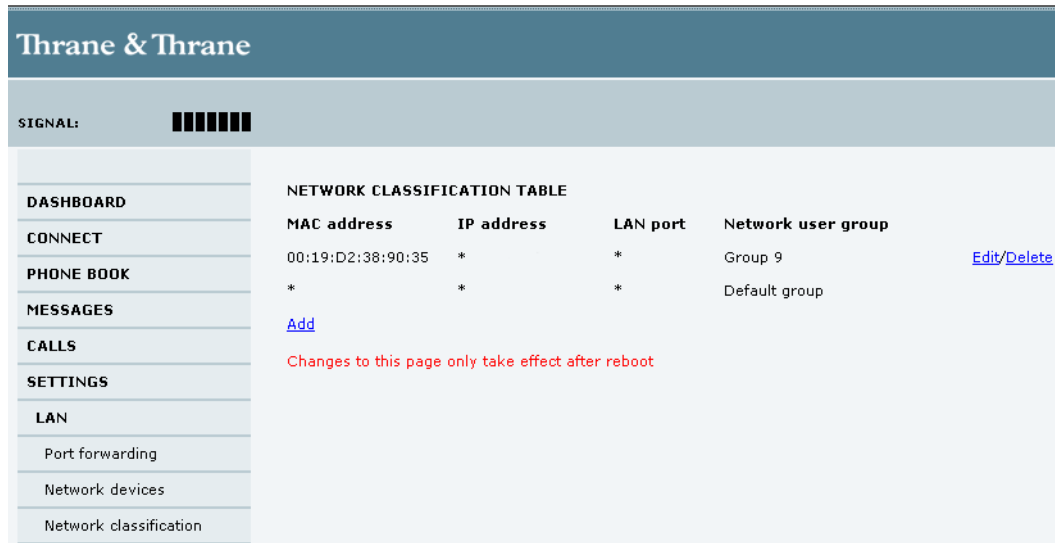 Thrane & Thrane
SIGNAL:
DASHBOARD
CONNECT
PHONE BOOK
MESSAGES
CALLS
SETTINGS
LAN
Port forwarding
Network devices
Network classification
NETWORK CLASSIFICATION TABLE
MAC address IP address LAN port Network user group
00:19:D2:38:90:35 * * Group 9 Edit/Delete
* * * Default group
Add
Changes to this page only take effect after reboot